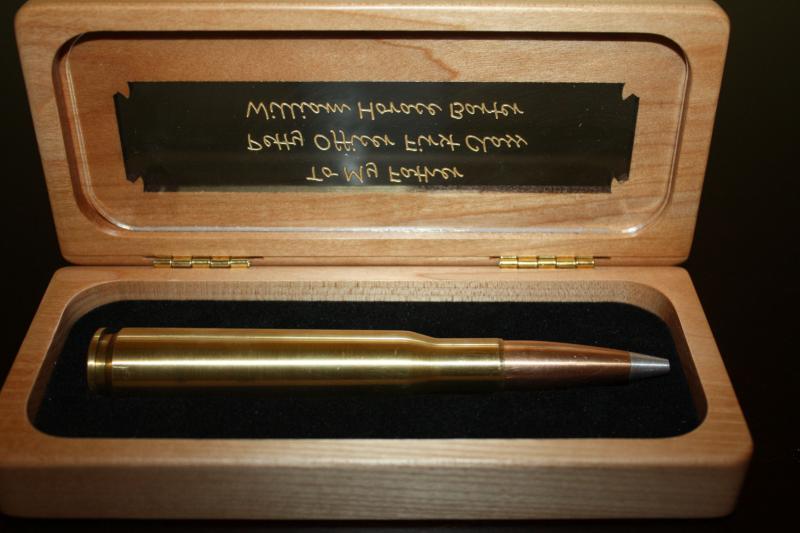 To My Father
Petty Officer First Class
William Horace Baxter